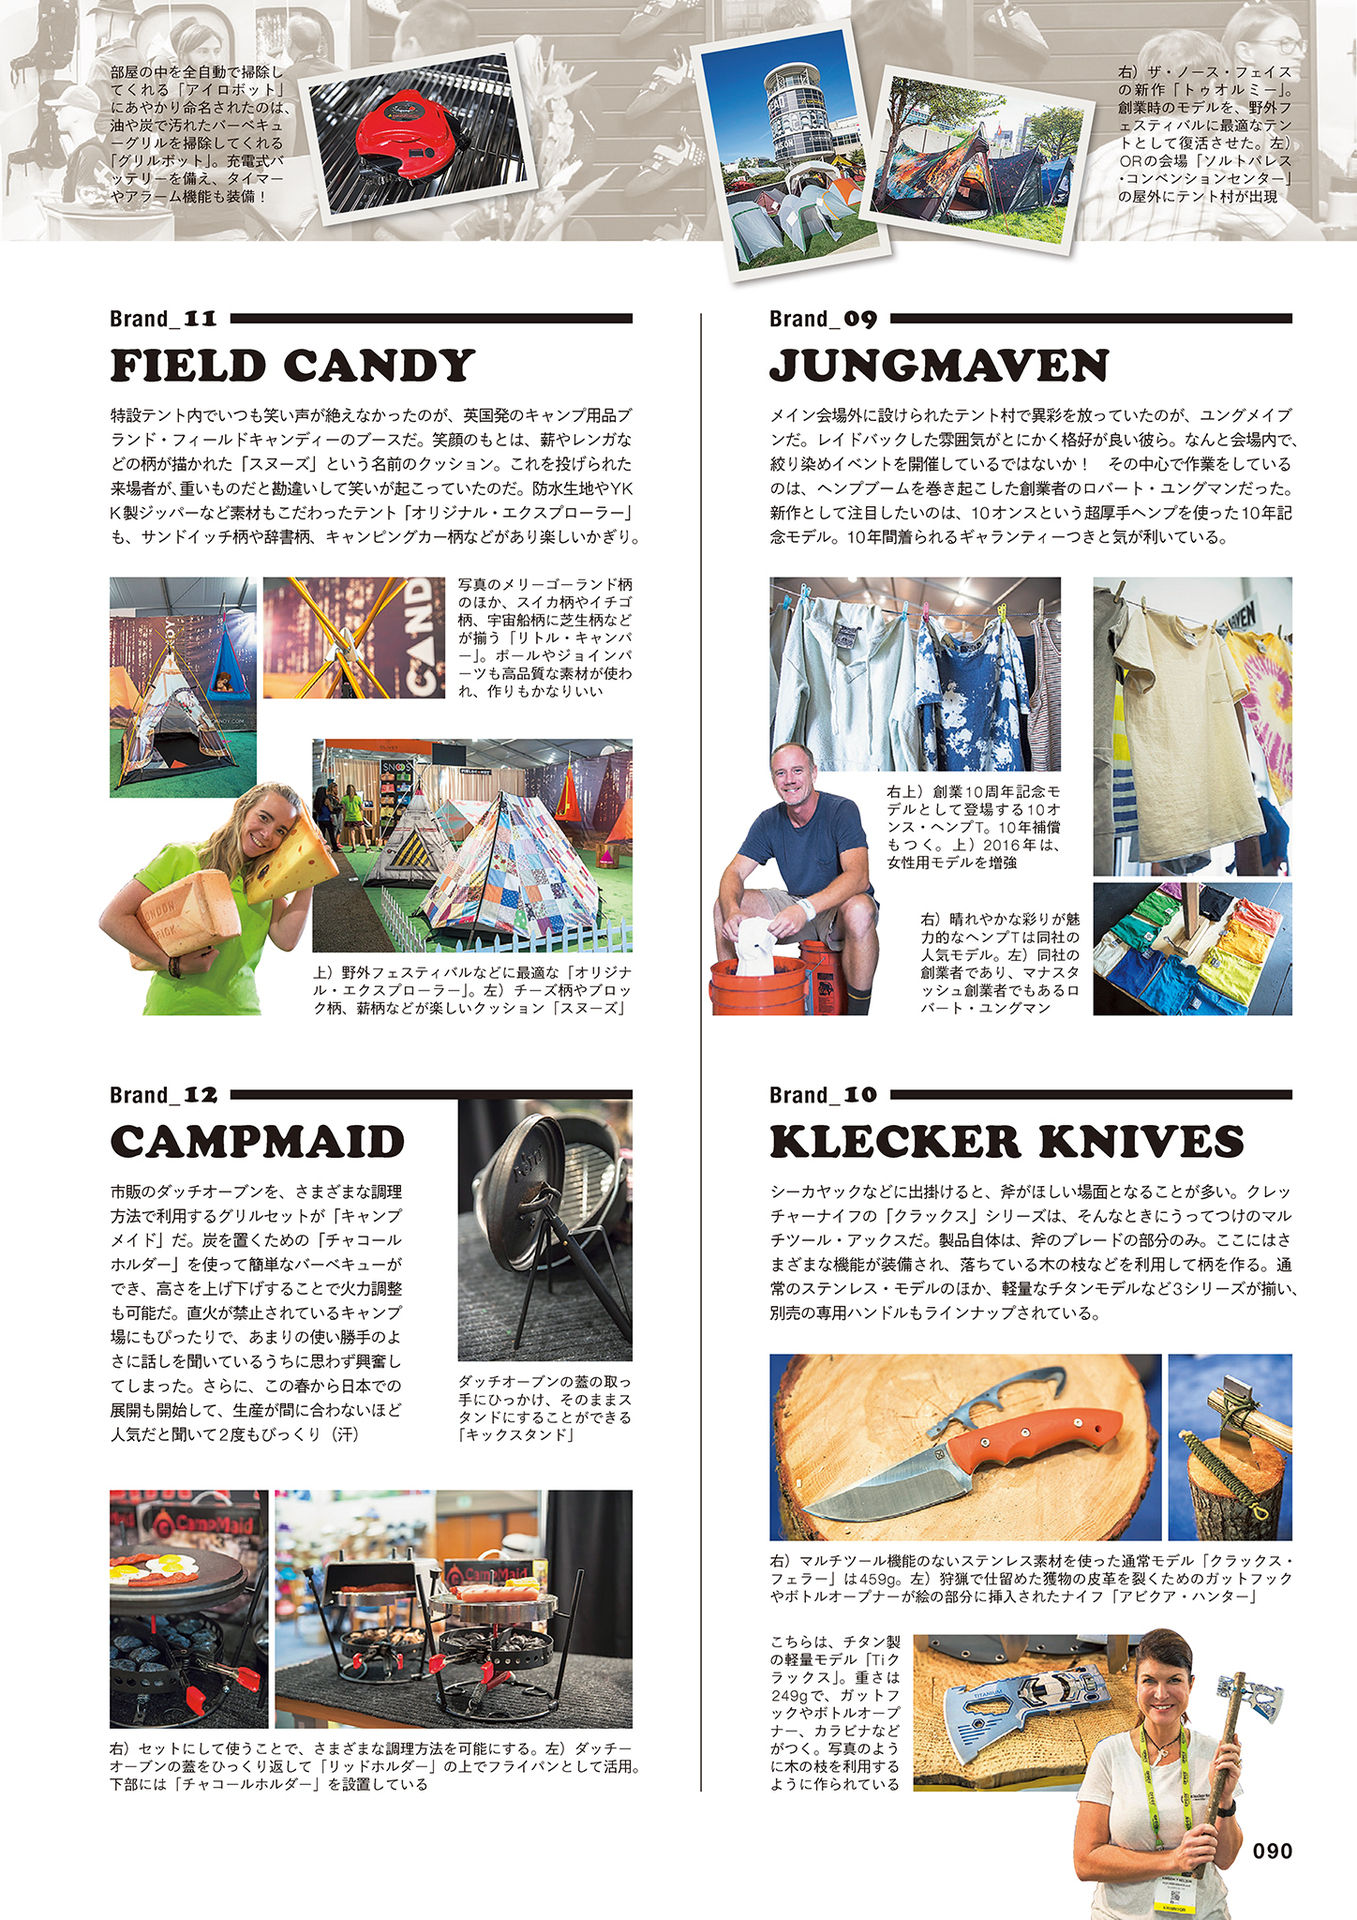 部屋の中を全自動で掃除し
てくれる「アイロボット」
にあやかり命名されたのは、
油や炭で汚れたバーベキュ
ーグリルを掃除してくれる
「グリルボット」。充電式バ
ッテリーを備え、タイマー
やアラーム機能も装備！
右）ザ・ノース・フェイス
の新作「トゥオルミー」。
創業時のモデルを、野外フ
ェスティバルに最適なテン
トとして復活させた。左）
ORの会場「ソルトパレス
・コンベンションセンター」
の屋外にテント村が出現
Brand_11
FIELD CANDY
特設テント内でいつも笑い声が絶えなかったのが、英国発のキャンプ用品ブ
ランド・フィールドキャンディーのブースだ。笑顔のもとは、薪やレンガな
どの柄が描かれた「スヌーズ」という名前のクッション。これを投げられた
来場者が、重いものだと勘違いして笑いが起こっていたのだ。防水生地やYK
K製ジッパーなど素材もこだわったテント「オリジナル・エクスプローラー」
も、サンドイッチ柄や辞書柄、キャンピングカー柄などがあり楽しいかぎり。
写真のメリーゴーランド柄
のほか、スイカ柄やイチゴ
柄、宇宙船柄に芝生柄など
が揃う「リトル・キャンパ
ー」。ポールやジョインパ
ーツも高品質な素材が使わ
れ、作りもかなりいい
CAND
SNOOS
上）野外フェスティバルなどに最適な「オリジナ
ル・エクスプローラー」。左）チーズ柄やブロッ
ク柄、薪柄などが楽しいクッション「スヌーズ」
Brand_09
JUNGMAVEN
メイン会場外に設けられたテント村で異彩を放っていたのが、ユングメイブ
ンだ。レイドバックした雰囲気がとにかく格好が良い彼ら。なんと会場内で、
絞り染めイベントを開催しているではないか！　その中心で作業をしている
のは、ヘンプブームを巻き起こした創業者のロバート・ユングマンだった。
新作として注目したいのは、10オンスという超厚手ヘンプを使った10年記
念モデル。10年間着られるギャランティーつきと気が利いている。
右上）創業10周年記念モ
デルとして登場する10オ
ンス・ヘンプT。10年補償
もつく。上）2016年は、
女性用モデルを増強
右）晴れやかな彩りが魅
力的なヘンプTは同社の
人気モデル。左）同社の
創業者であり、マナスタ
ッシュ創業者でもあるロ
バート・ユングマン
Brand_12
CAMPMAID
市販のダッチオーブンを、さまざまな調理
方法で利用するグリルセットが「キャンプ
メイド」だ。炭を置くための「チャコール
ホルダー」を使って簡単なバーベキューが
でき、高さを上げ下げすることで火力調整
も可能だ。直火が禁止されているキャンプ
場にもぴったりで、あまりの使い勝手のよ
さに話しを聞いているうちに思わず興奮し
てしまった。さらに、この春から日本での
展開も開始して、生産が間に合わないほど
人気だと聞いて2度もびっくり（汗）
ダッチオーブンの蓋の取っ
手にひっかけ、そのままス
タンドにすることができる
「キックスタンド」
CampMaid
CampMaid
右）セットにして使うことで、さまざまな調理方法を可能にする。左）ダッチー
オーブンの蓋をひっくり返して「リッドホルダー」の上でフライパンとして活用。
下部には「チャコールホルダー」を設置している
Brand_10
KLECKER KNIVES
シーカヤックなどに出掛けると、斧がほしい場面となることが多い。クレッ
チャーナイフの「クラックス」シリーズは、そんなときにうってつけのマル
チツール・アックスだ。製品自体は、斧のブレードの部分のみ。ここにはさ
まざまな機能が装備され、落ちている木の枝などを利用して柄を作る。通
常のステンレス・モデルのほか、軽量なチタンモデルなど3シリーズが揃い、
別売の専用ハンドルもラインナップされている。
右）マルチツール機能のないステンレス素材を使った通常モデル「クラックス・
フェラー」は459g。左）狩猟で仕留めた獲物の皮革を裂くためのガットフック
やボトルオープナーが絵の部分に挿入されたナイフ「アビクア・ハンター」
こちらは、チタン製
の軽量モデル「Tiク
ラックス」。重さは
249gで、ガットフ
ックやボトルオープ
ナー、カラビナなど
がつく。写真のよう
に木の枝を利用する
ように作られている
TITANIUM
090